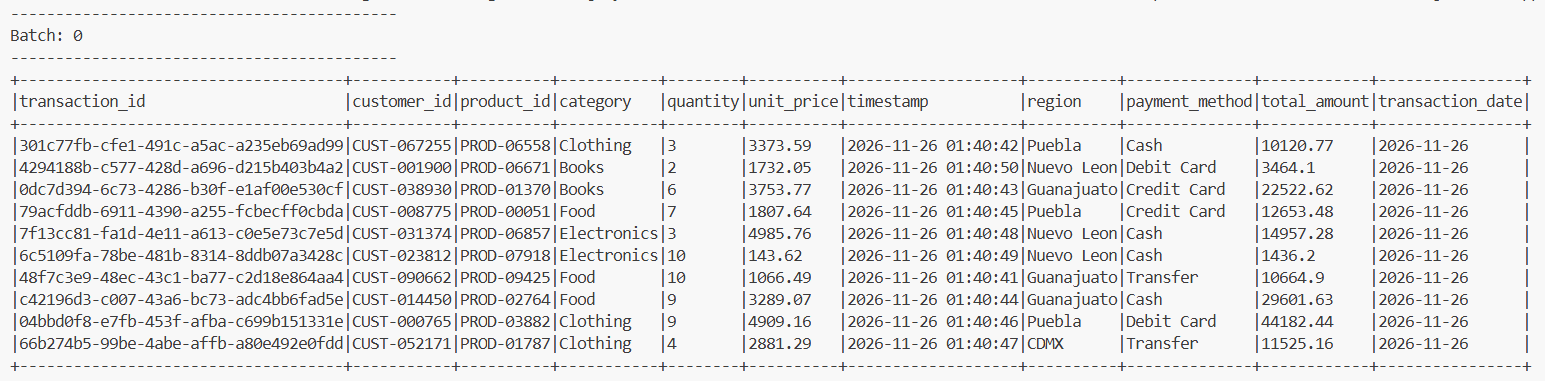 ----------------------------------------
Batch: 0
----------------------------------------
+------------------------------------+-----------+----------+-----------+--------+----------+-------------------+----------+--------------+------------+----------------+
|transaction_id                      |customer_id|product_id|category   |quantity|unit_price|timestamp          |region    |payment_method|total_amount|transaction_date|
+------------------------------------+-----------+----------+-----------+--------+----------+-------------------+----------+--------------+------------+----------------+
|301c77fb-cfe1-491c-a5ac-a235eb69ad99|CUST-067255|PROD-06558|Clothing   |3       |3373.59   |2026-11-26 01:40:42|Puebla    |Cash          |10120.77    |2026-11-26      |
|4294188b-c577-428d-a696-d215b403b4a2|CUST-001900|PROD-06671|Books      |2       |1732.05   |2026-11-26 01:40:50|Nuevo Leon|Debit Card    |3464.1      |2026-11-26      |
|0dc7d394-6c73-4286-b30f-e1af00e530cf|CUST-038930|PROD-01370|Books      |6       |3753.77   |2026-11-26 01:40:43|Guanajuato|Credit Card   |22522.62    |2026-11-26      |
|79acfddb-6911-4390-a255-fcbecff0cbda|CUST-008775|PROD-00051|Food       |7       |1807.64   |2026-11-26 01:40:45|Puebla    |Credit Card   |12653.48    |2026-11-26      |
|7f13cc81-fa1d-4e11-a613-c0e5e73c7e5d|CUST-031374|PROD-06857|Electronics|3       |4985.76   |2026-11-26 01:40:48|Nuevo Leon|Cash          |14957.28    |2026-11-26      |
|6c5109fa-78be-481b-8314-8ddb07a3428c|CUST-023812|PROD-07918|Electronics|10      |143.62    |2026-11-26 01:40:49|Nuevo Leon|Cash          |1436.2      |2026-11-26      |
|48f7c3e9-48ec-43c1-ba77-c2d18e864aa4|CUST-090662|PROD-09425|Food       |10      |1066.49   |2026-11-26 01:40:41|Guanajuato|Transfer      |10664.9     |2026-11-26      |
|c42196d3-c007-43a6-bc73-adc4bb6fad5e|CUST-014450|PROD-02764|Food       |9       |3289.07   |2026-11-26 01:40:44|Guanajuato|Cash          |29601.63    |2026-11-26      |
|04bbd0f8-e7fb-453f-afba-c699b151331e|CUST-000765|PROD-03882|Clothing   |9       |4909.16   |2026-11-26 01:40:46|Puebla    |Debit Card    |44182.44    |2026-11-26      |
|66b274b5-99be-4abe-affb-a80e492e0fdd|CUST-052171|PROD-01787|Clothing   |4       |2881.29   |2026-11-26 01:40:47|CDMX      |Transfer      |11525.16    |2026-11-26      |
+------------------------------------+-----------+----------+-----------+--------+----------+-------------------+----------+--------------+------------+----------------+